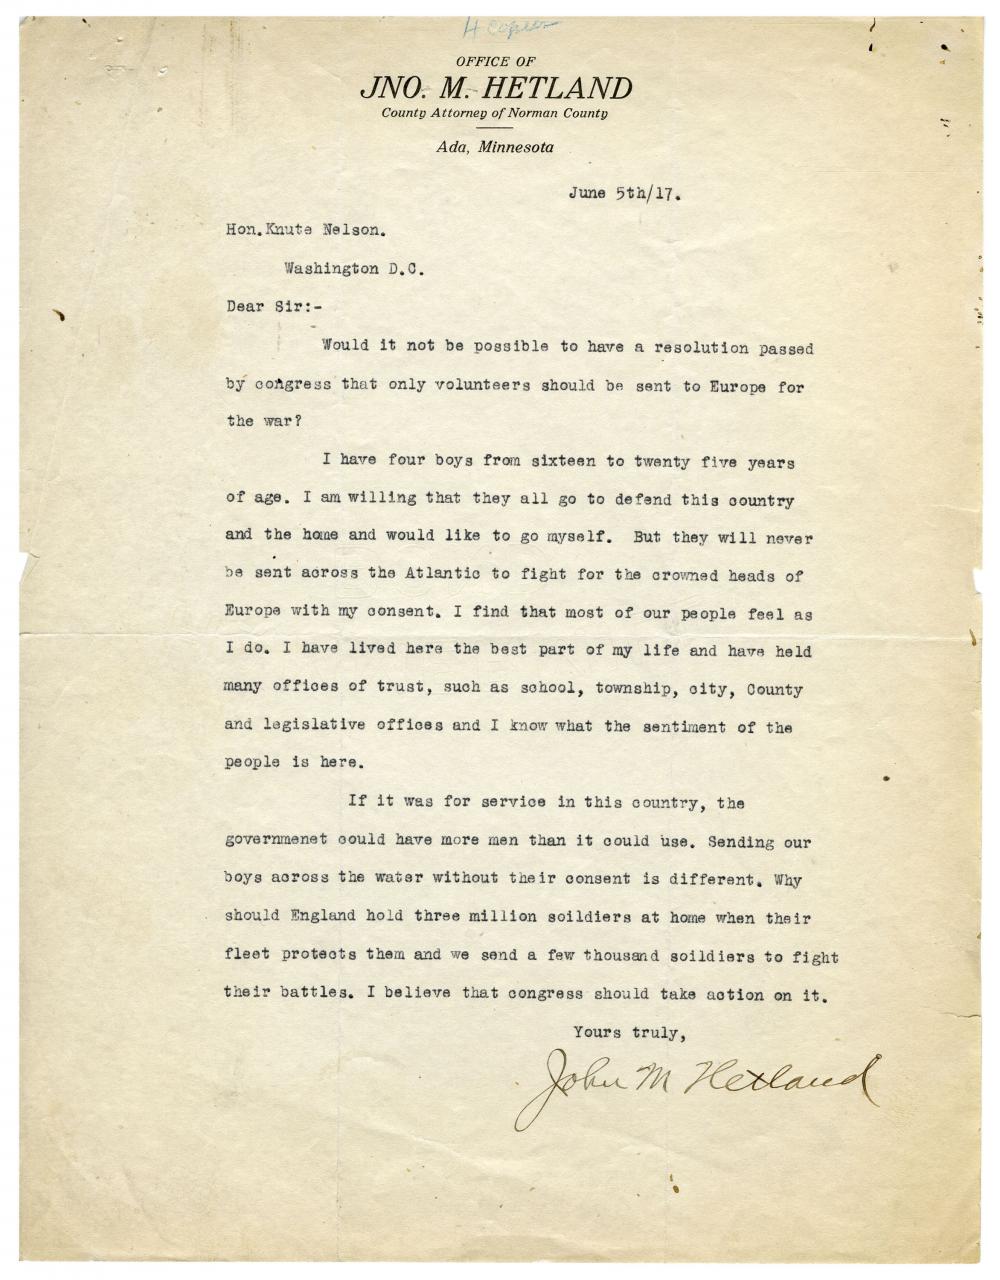 4 copies
OFFICE OF
JNO. M. HETLAND
County Attorney of Norman County
Ada, Minnesota
June 5th/17.
Hon.Knute Nelson.
Washington D.C.
Dear Sir:-
Would it not be possible to have a resolution passed
by congress that only volunteers should be sent to Europe for
the war?
I have four boys from sixteen to twenty five years
of age. I am willing that they all go to defend this country
and the home and would like to go myself. But they will never
be sent across the Atlantic to fight for the crowned heads of
Europe with my consent. I find that most of our people feel as
I do. I have lived here the best part of my life and have held
many offices of trust, such as school, township, city, County
and legislative offices and I know what the sentiment of the
people is here.
If it was for service in this country, the
governmenet could have more men than it could use. Sending our
boys across the water without their consent is different. Why
should England hold three million soildiers at home when their
fleet protects them and we send a few thousand soildiers to fight
their battles. I believe that congress should take action on it.
Yours truly,
John M Hetland